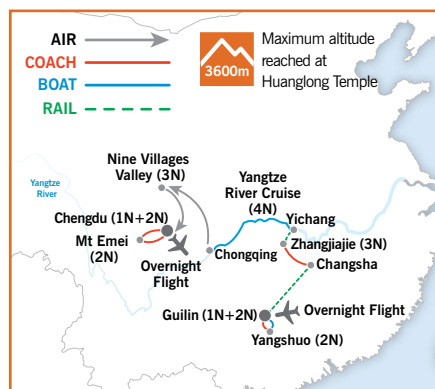 AIR
COACH
BOAT
RAIL
3600m
Maximum altitude
reached at
Huanglong Temple
Nine Villages
Valley (3N)
Yangtze
River
Yangtze
River Cruise
(4N)
Yichang
Chengdu (1N+2N)
Zhangjiajie (3N)
Mt Emei
(2N)
Overnight
Flight
Chongqing
Changsha
Guilin (1N+2N)
Overnight Flight
Yangshuo (2N)